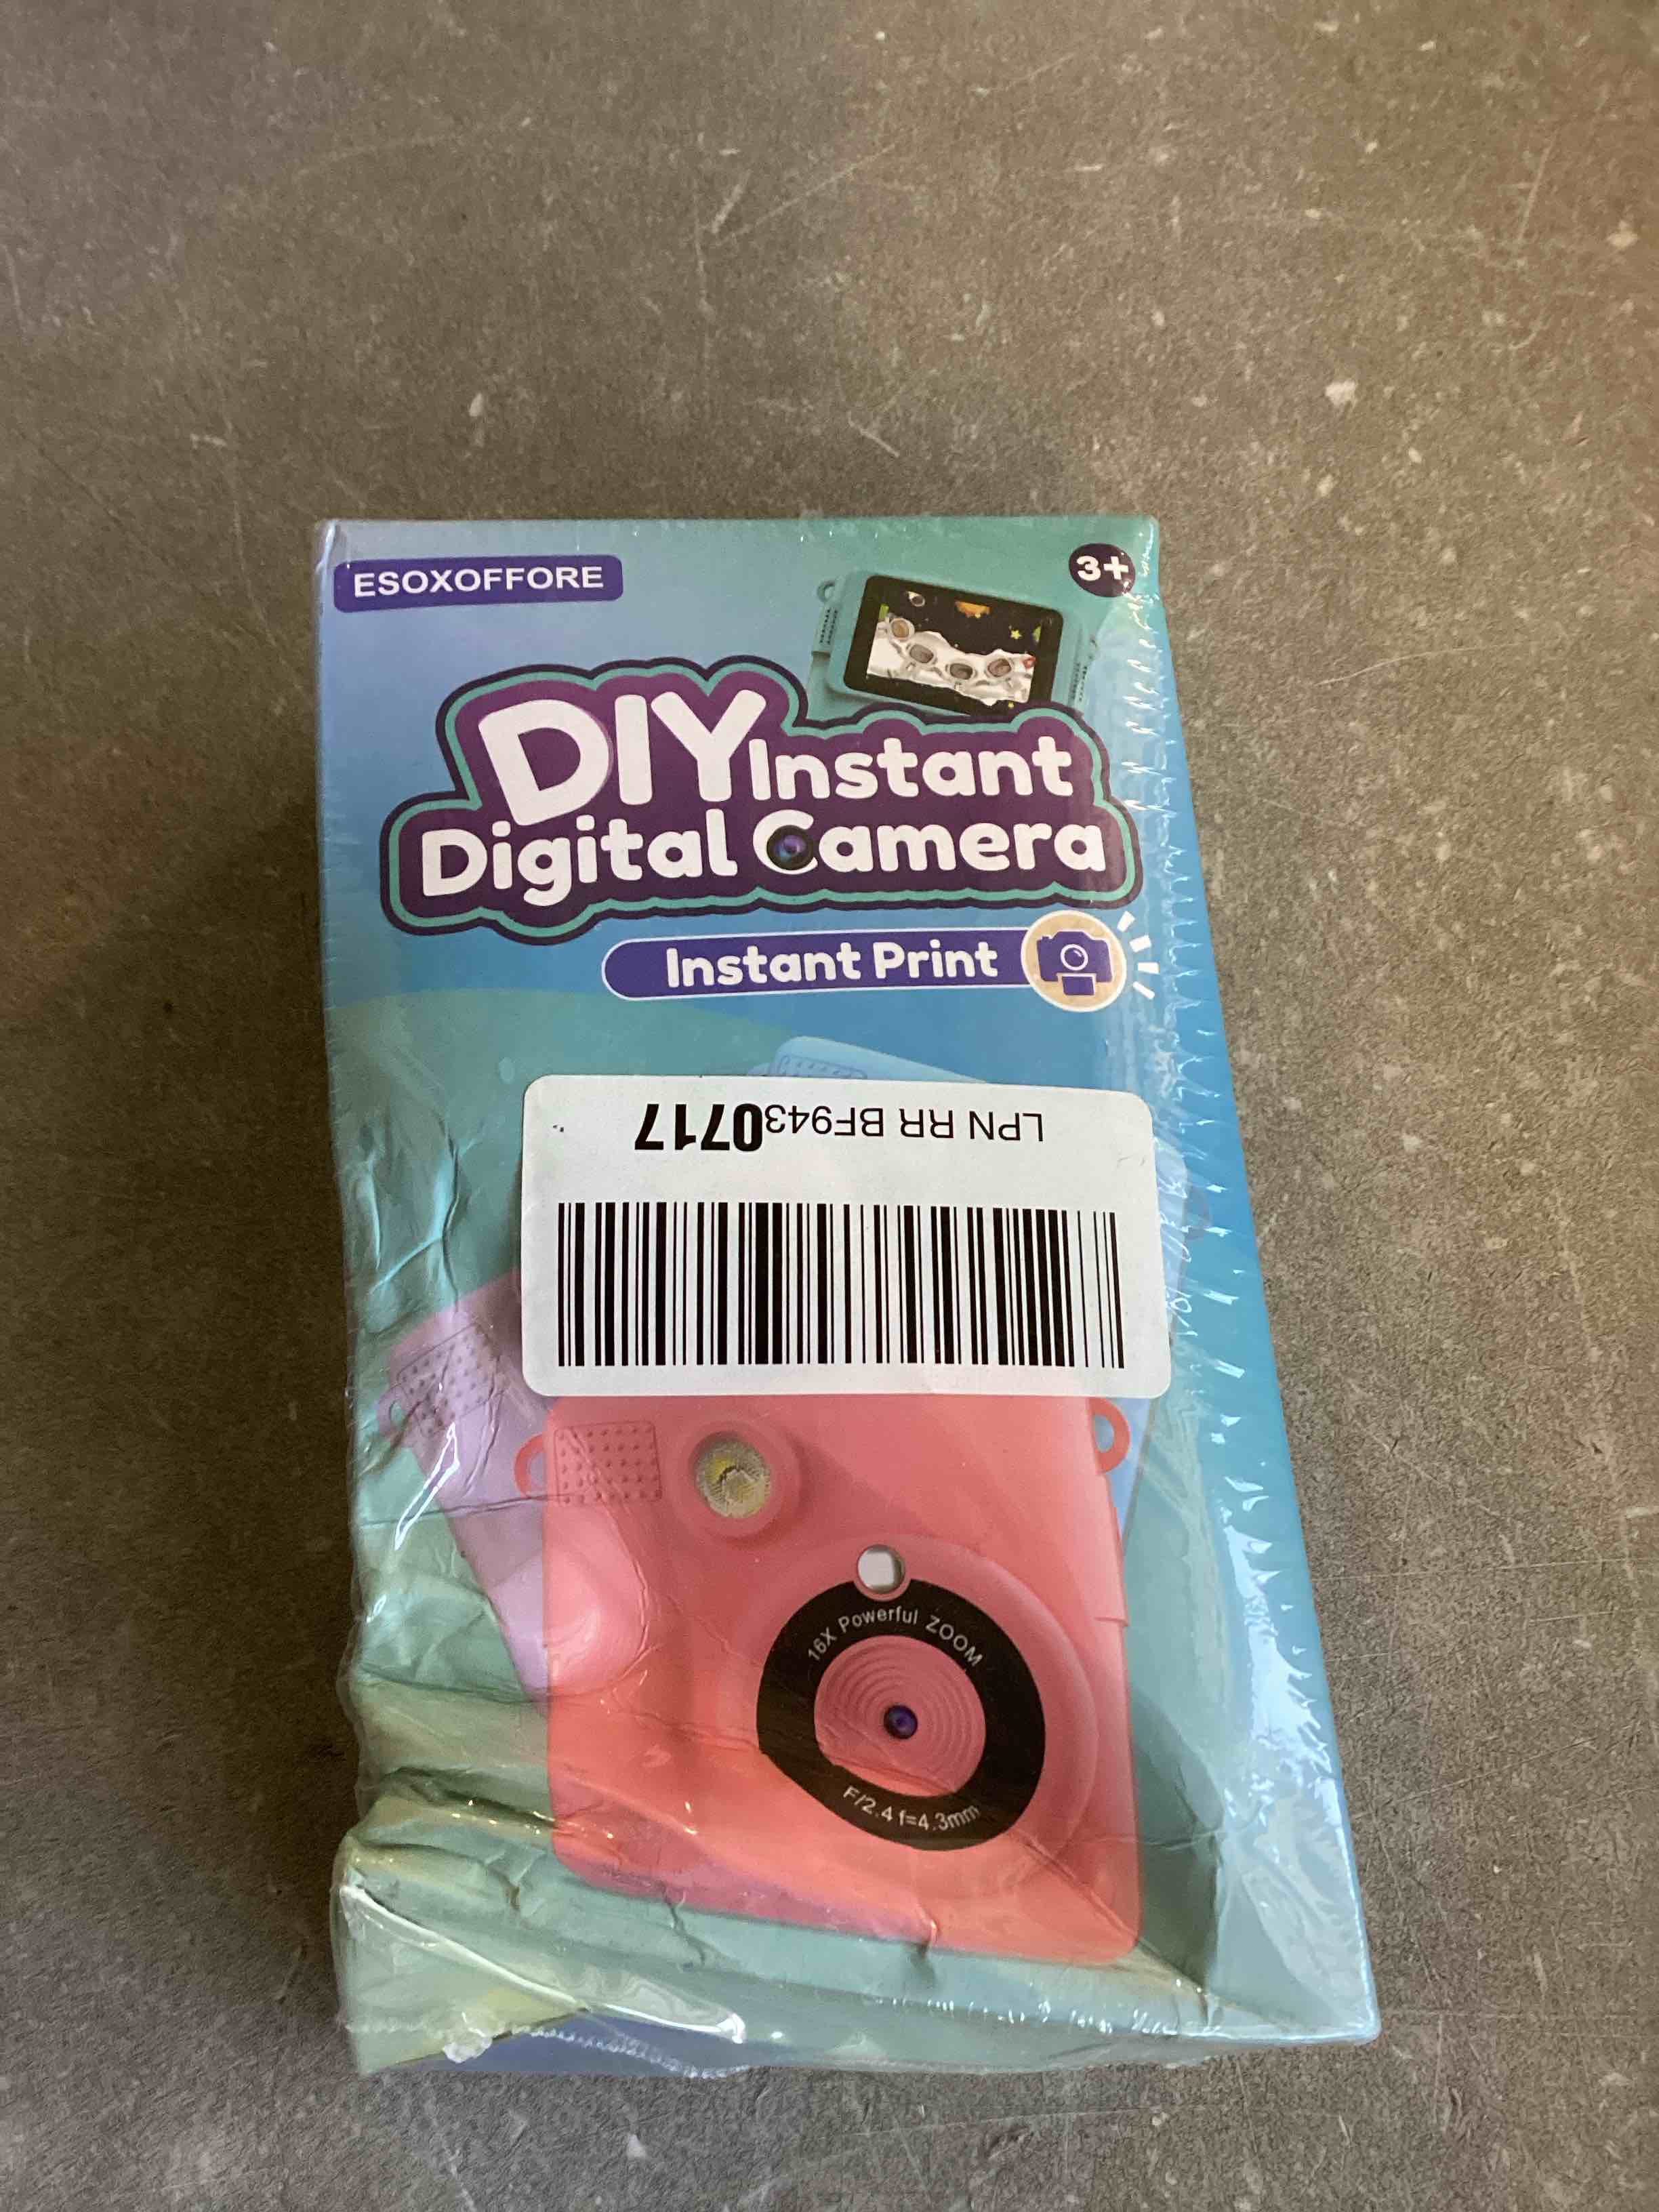 ESOXOFFORE
3+
DIY Instant
Digital Camera
Instant Print
LPN RR BF9430717
16X Powerful ZOOM
F/2.4 f=4.3mm